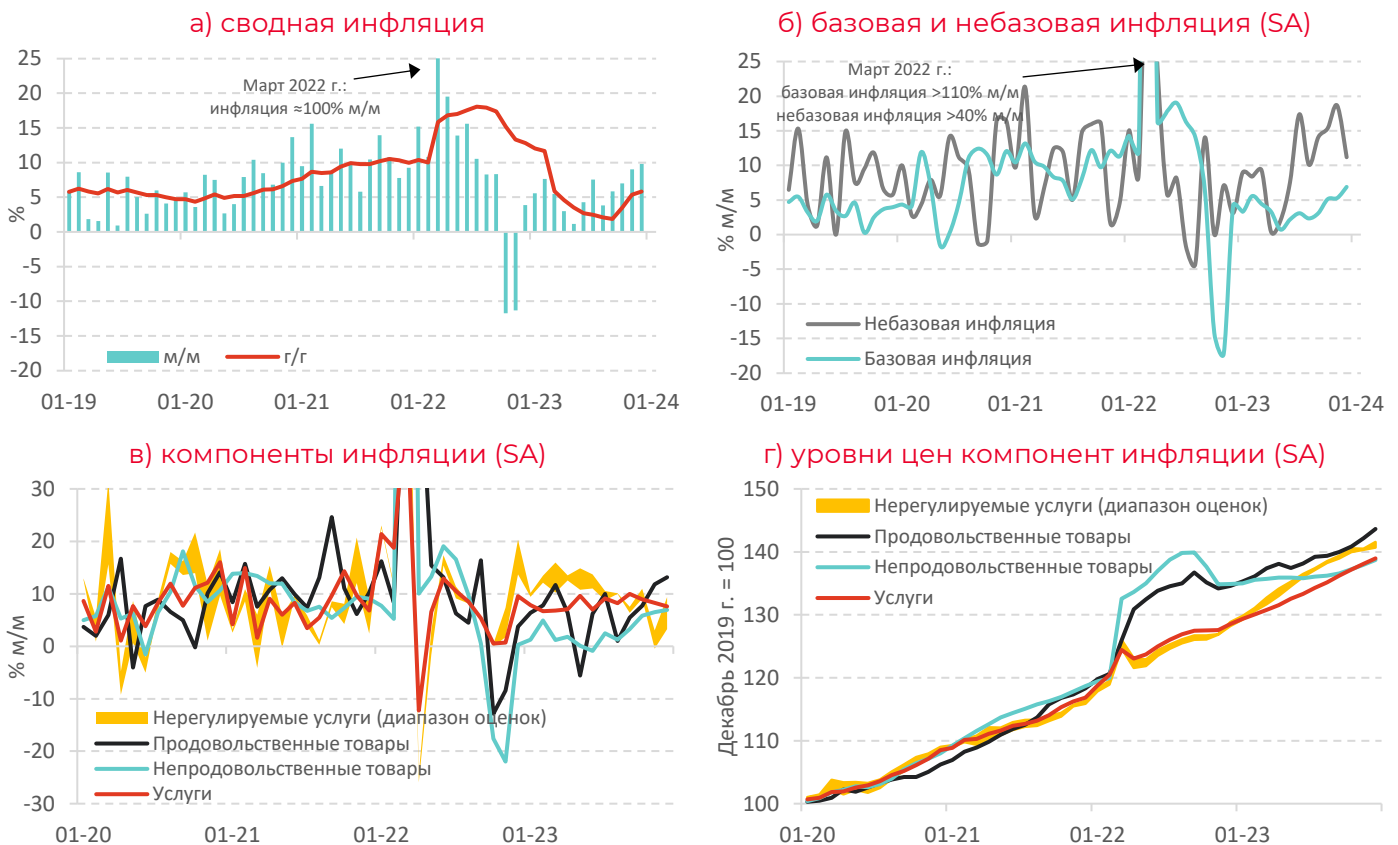 а) сводная инфляция
25
20
15
10
5
0
-5
-10
-15
-20
%
Март 2022 г.:
инфляция ≈100% м/м
м/м
г/г
01-19
01-20
01-21
01-22
01-23
01-24
б) базовая и небазовая инфляция (SA)
25
20
15
10
5
0
-5
-10
-15
-20
% м/м
Март 2022 г.:
базовая инфляция >110% м/м
небазовая инфляция >40% м/м
Небазовая инфляция
Базовая инфляция
01-19
01-20
01-21
01-22
01-23
01-24
в) компоненты инфляции (SA)
30
20
10
0
-10
-20
-30
% м/м
Нерегулируемые услуги (диапазон оценок)
Продовольственные товары
Непродовольственные товары
Услуги
01-20
01-21
01-22
01-23
г) уровни цен компонент инфляции (SA)
150
140
130
120
110
100
Декабрь 2019 г. = 100
Нерегулируемые услуги (диапазон оценок)
Продовольственные товары
Непродовольственные товары
Услуги
01-20
01-21
01-22
01-23